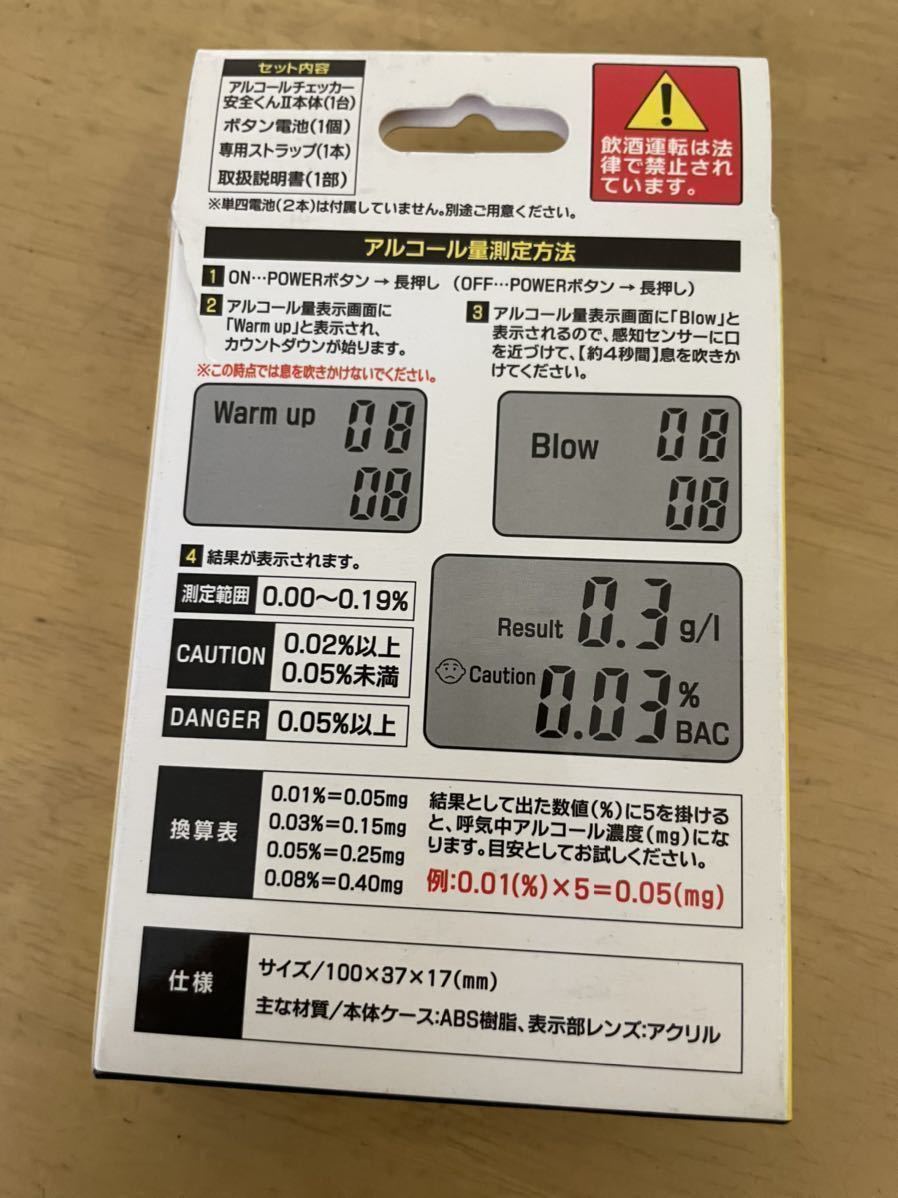 セット内容
アルコールチェッカー
安全くんⅡ本体(1台)
ボタン電池(1個)
専用ストラップ(1本)
取扱説明書(1部)
※単四電池(2本)は付属していません。別途ご用意ください。
飲酒運転は法
律で禁止され
ています。
アルコール量測定方法
1 ON…POWERボタン → 長押し (OFF…POWERボタン → 長押し)
2 アルコール量表示画面に
「Warm up」と表示され、
カウントダウンが始ります。
※この時点では息を吹きかけないでください。
3 アルコール量表示画面に「Blow」と
表示されるので、感知センサーに口
を近づけて、【約4秒間】息を吹きか
けてください。
Warm up 08
08
Blow 08
08
4 結果が表示されます。
測定範囲 0.00〜0.19%
CAUTION 0.02%以上
0.05%未満
DANGER 0.05%以上
Result 0.3 g/l
Caution 0.03 % BAC
換算表
0.01%=0.05mg
0.03%=0.15mg
0.05%=0.25mg
0.08%=0.40mg
結果として出た数値(%)に5を掛ける
と、呼気中アルコール濃度(mg)にな
ります。目安としてお試しください。
例:0.01(%)×5=0.05(mg)
仕様
サイズ/100×37×17(mm)
主な材質/本体ケース:ABS樹脂、表示部レンズ:アクリル